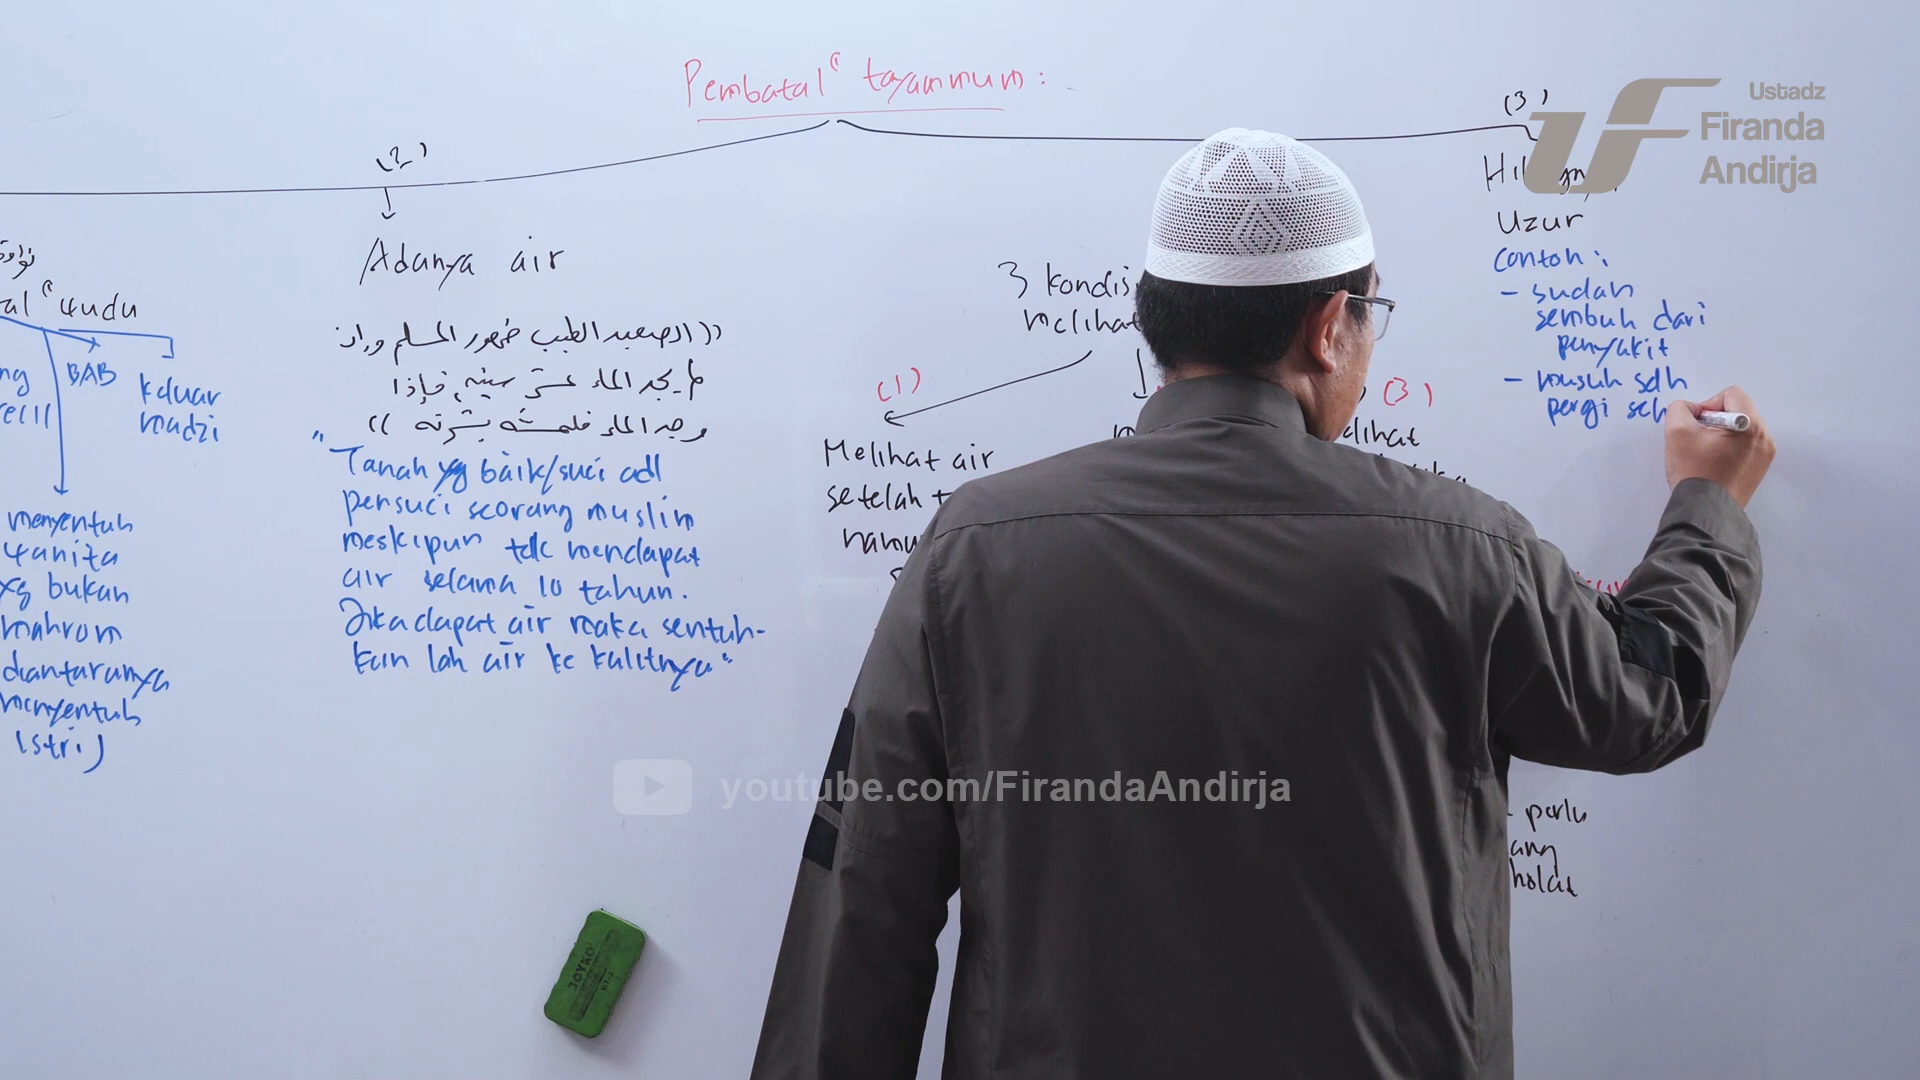 Pembatal² tayammum :
(2)
(3)
Ustadz
Firanda
Andirja
Adanya air
((الصعيد الطيب طهور المسلم وإن
لم يجد الماء عشر سنين فإذا
وجد الماء فليمسه بشرته))
"Tanah yg baik/suci adl
pensuci seorang muslim
meskipun tdk mendapat
air selama 10 tahun.
Jika dapat air maka sentuh-
kan lah air ke kulitnya"
wudu
BAB
keluar
madzi
menyentuh
wanita
yg bukan
mahrom
diantaranya
menyentuh
istri)
3 kondisi
melihat
(1)
Melihat air
setelah
(3)
Uzur
Contoh :
- sudah
sembuh dari
penyakit
- musuh sdh
pergi
perlu
youtube.com/FirandaAndirja
JOYKO